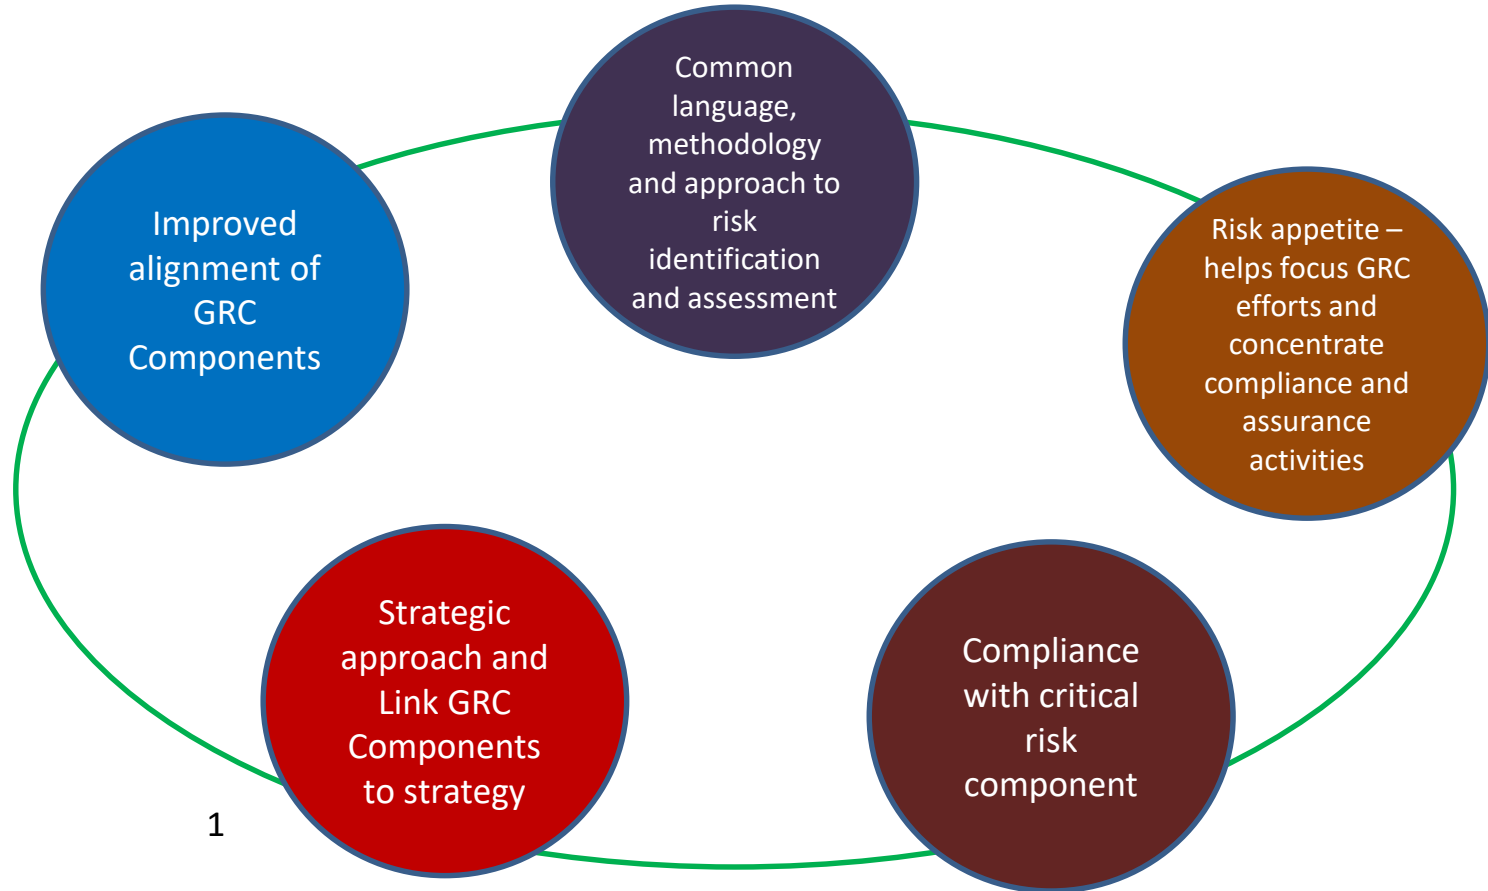 Common
language,
methodology
and approach to
risk
identification
and assessment
Improved
alignment of
GRC
Components
Risk appetite –
helps focus GRC
efforts and
concentrate
compliance and
assurance
activities
Strategic
approach and
Link GRC
Components
to strategy
Compliance
with critical
risk
component
1